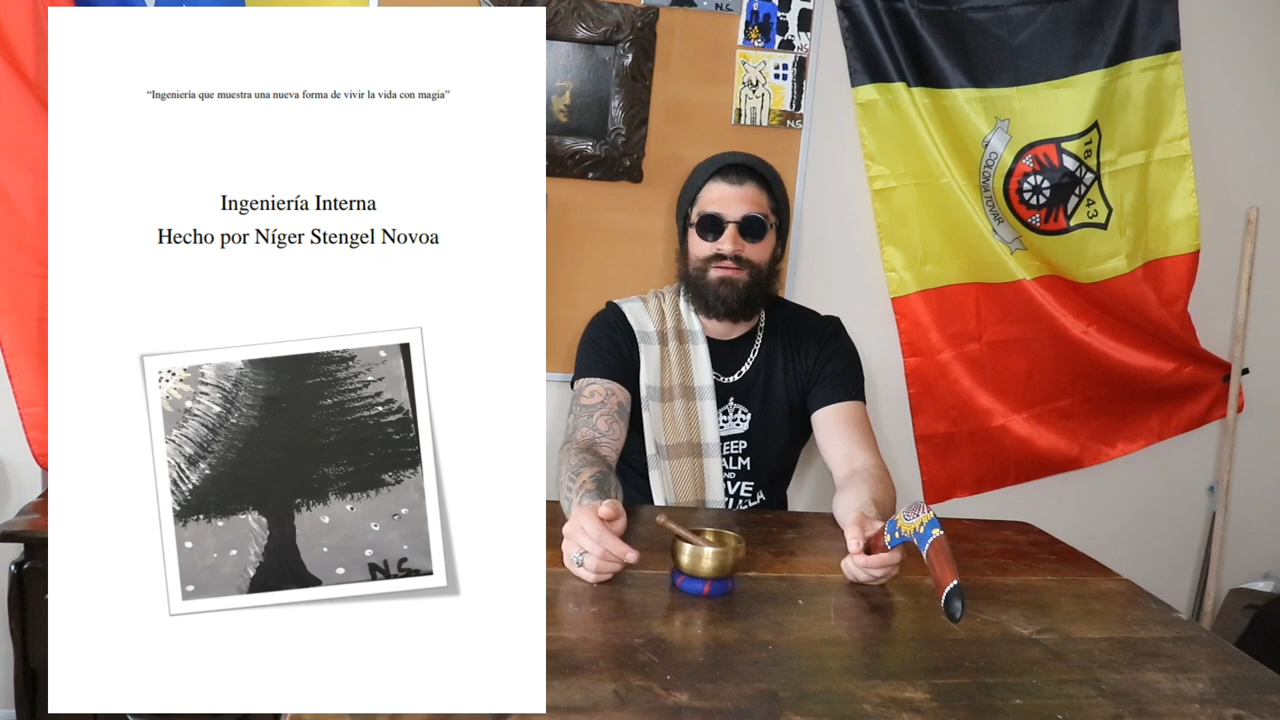 “Ingeniería que muestra una nueva forma de vivir la vida con magia”
Ingeniería Interna
Hecho por Níger Stengel Novoa
N.S.
N.S.
N.S.
N.S.
COLONIA TOVAR
18
43
KEEP
CALM
AND